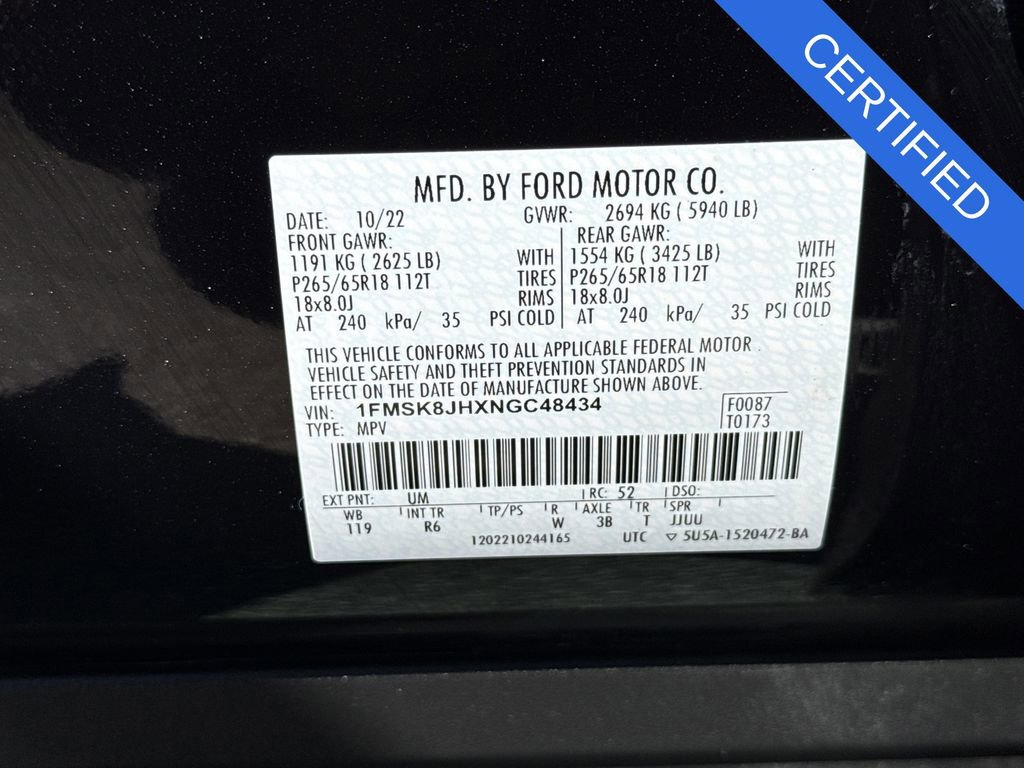 CERTIFIED
MFD. BY FORD MOTOR CO.
DATE: 10/22 GVWR: 2694 KG ( 5940 LB)
FRONT GAWR: REAR GAWR:
1191 KG ( 2625 LB) WITH 1554 KG ( 3425 LB) WITH
P265/65R18 112T TIRES P265/65R18 112T TIRES
18x8.0J RIMS 18x8.0J RIMS
AT 240 kPa/ 35 PSI COLD AT 240 kPa/ 35 PSI COLD
THIS VEHICLE CONFORMS TO ALL APPLICABLE FEDERAL MOTOR
VEHICLE SAFETY AND THEFT PREVENTION STANDARDS IN
EFFECT ON THE DATE OF MANUFACTURE SHOWN ABOVE.
VIN: 1FMSK8JHXNGC48434 F0087
TYPE: MPV T0173
EXT PNT: UM RC: 52 DSO:
WB INT TR TP/PS R AXLE TR SPR
119 R6 W 3B T JJUU
1202210244165 UTC ▽ 5U5A-1520472-BA